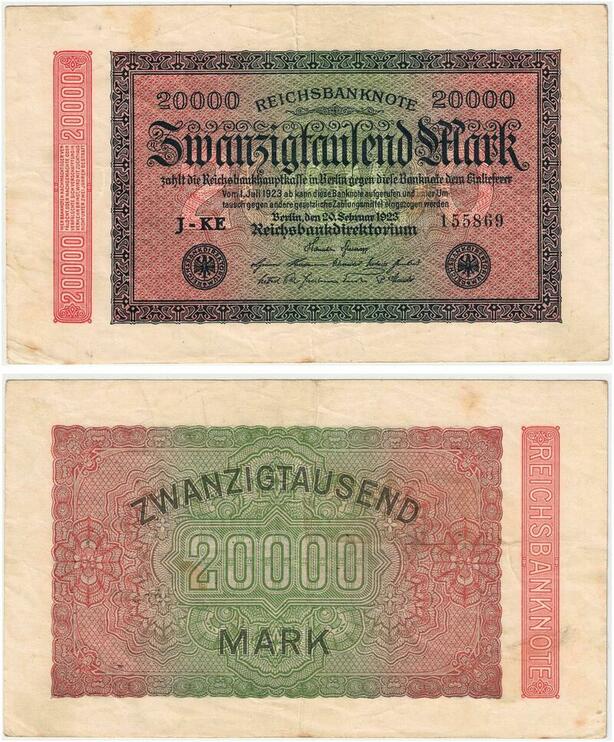 20000
20000 REICHSBANKNOTE 20000
Zwanzigtausend Mark
zahlt die Reichsbankhauptkasse in Berlin gegen diese Banknote dem Einlieferer
Vom 1. Juli 1923 ab kann diese Banknote aufgerufen und unter Um
tausch gegen andere gesetzliche Zahlungsmittel eingezogen werden
Berlin, den 20. Februar 1923
J-KE Reichsbankdirektorium 155869
20000
ZWANZIGTAUSEND
20000
MARK
REICHSBANKNOTE